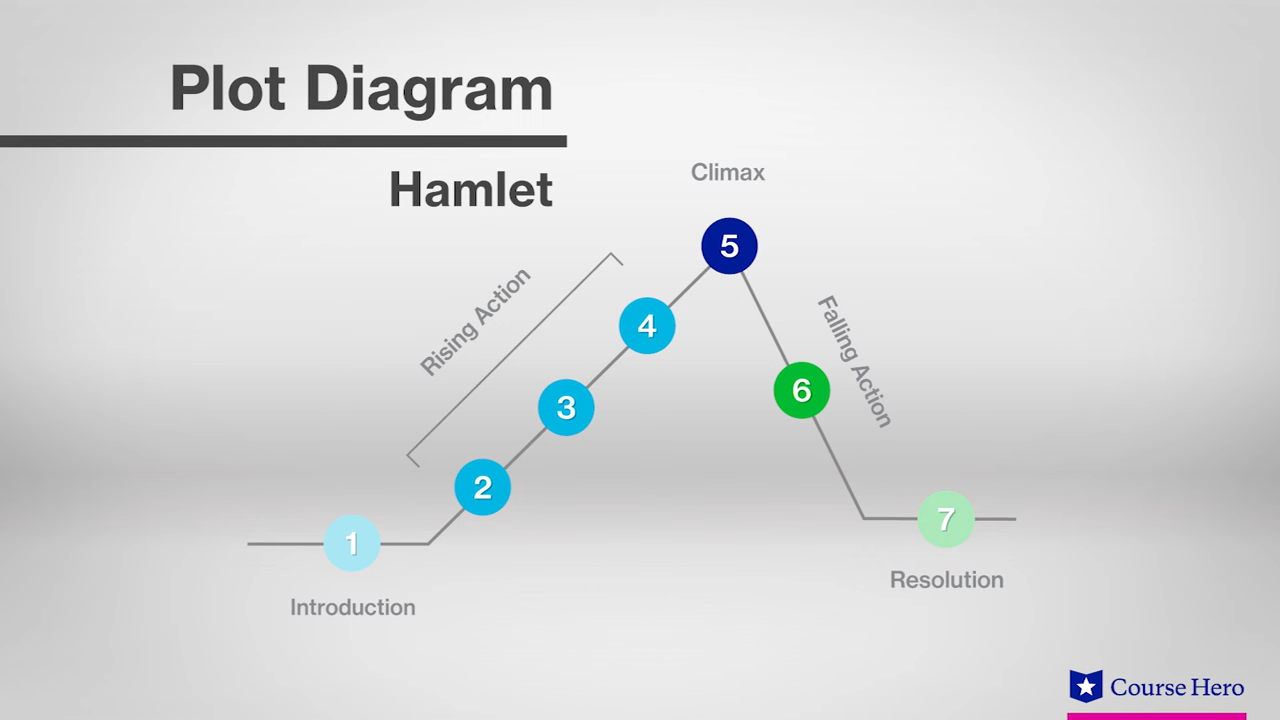 Plot Diagram
Hamlet
Climax
5
Rising Action
4
Falling Action
6
3
2
7
1
Resolution
Introduction
Course Hero